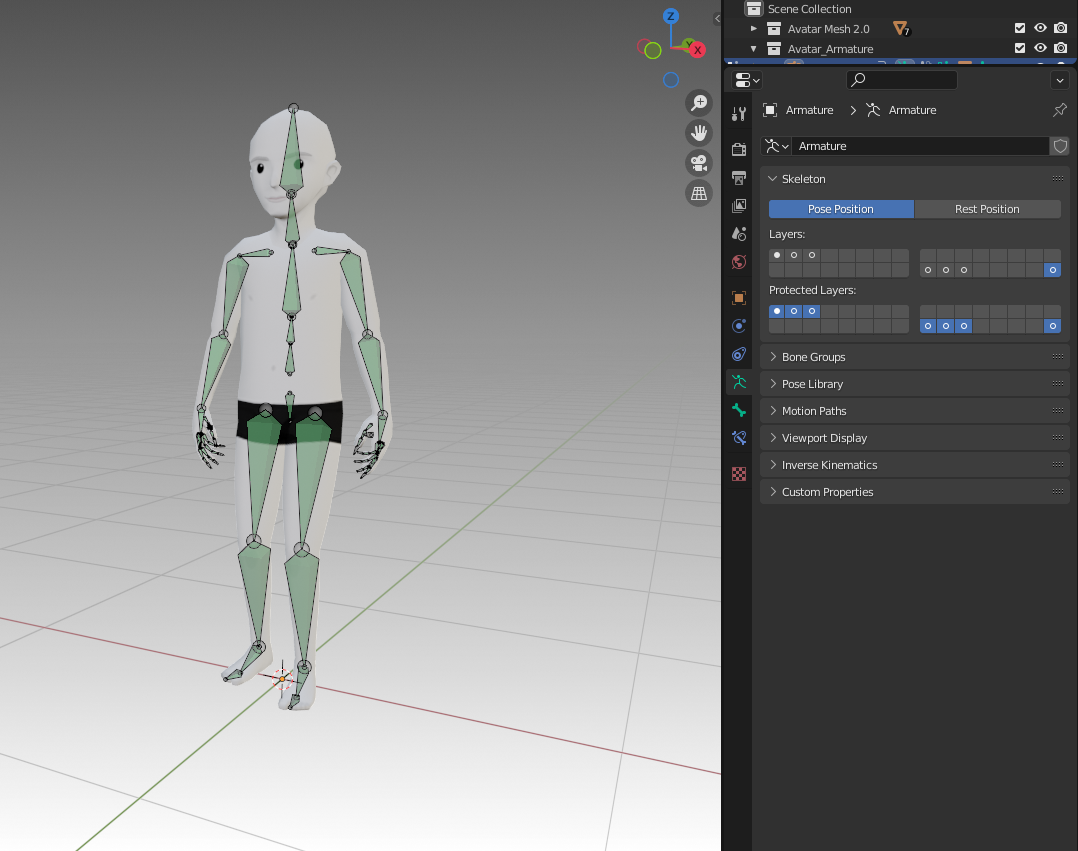 Scene Collection
Avatar Mesh 2.0
7
Avatar_Armature
Z
Y
X
Armature
Armature
Armature
Skeleton
Pose Position
Rest Position
Layers:
Protected Layers:
Bone Groups
Pose Library
Motion Paths
Viewport Display
Inverse Kinematics
Custom Properties